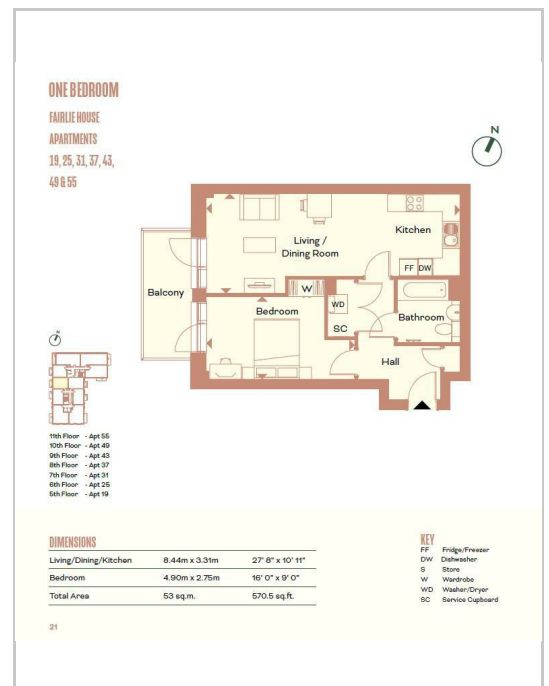 ONE BEDROOM
FAIRLIE HOUSE
APARTMENTS
19, 25, 31, 37, 43,
49 & 55
N
Kitchen
Living /
Dining Room
FF DW
Balcony
W
WD
Bedroom
Bathroom
SC
Hall
N
11th Floor - Apt 55
10th Floor - Apt 49
9th Floor - Apt 43
8th Floor - Apt 37
7th Floor - Apt 31
6th Floor - Apt 25
5th Floor - Apt 19
DIMENSIONS
Living/Dining/Kitchen 8.44m x 3.31m 27' 8" x 10' 11"
Bedroom 4.90m x 2.75m 16' 0" x 9' 0"
Total Area 53 sq.m. 570.5 sq.ft.
KEY
FF Fridge/Freezer
DW Dishwasher
S Store
W Wardrobe
WD Washer/Dryer
SC Service Cupboard
21